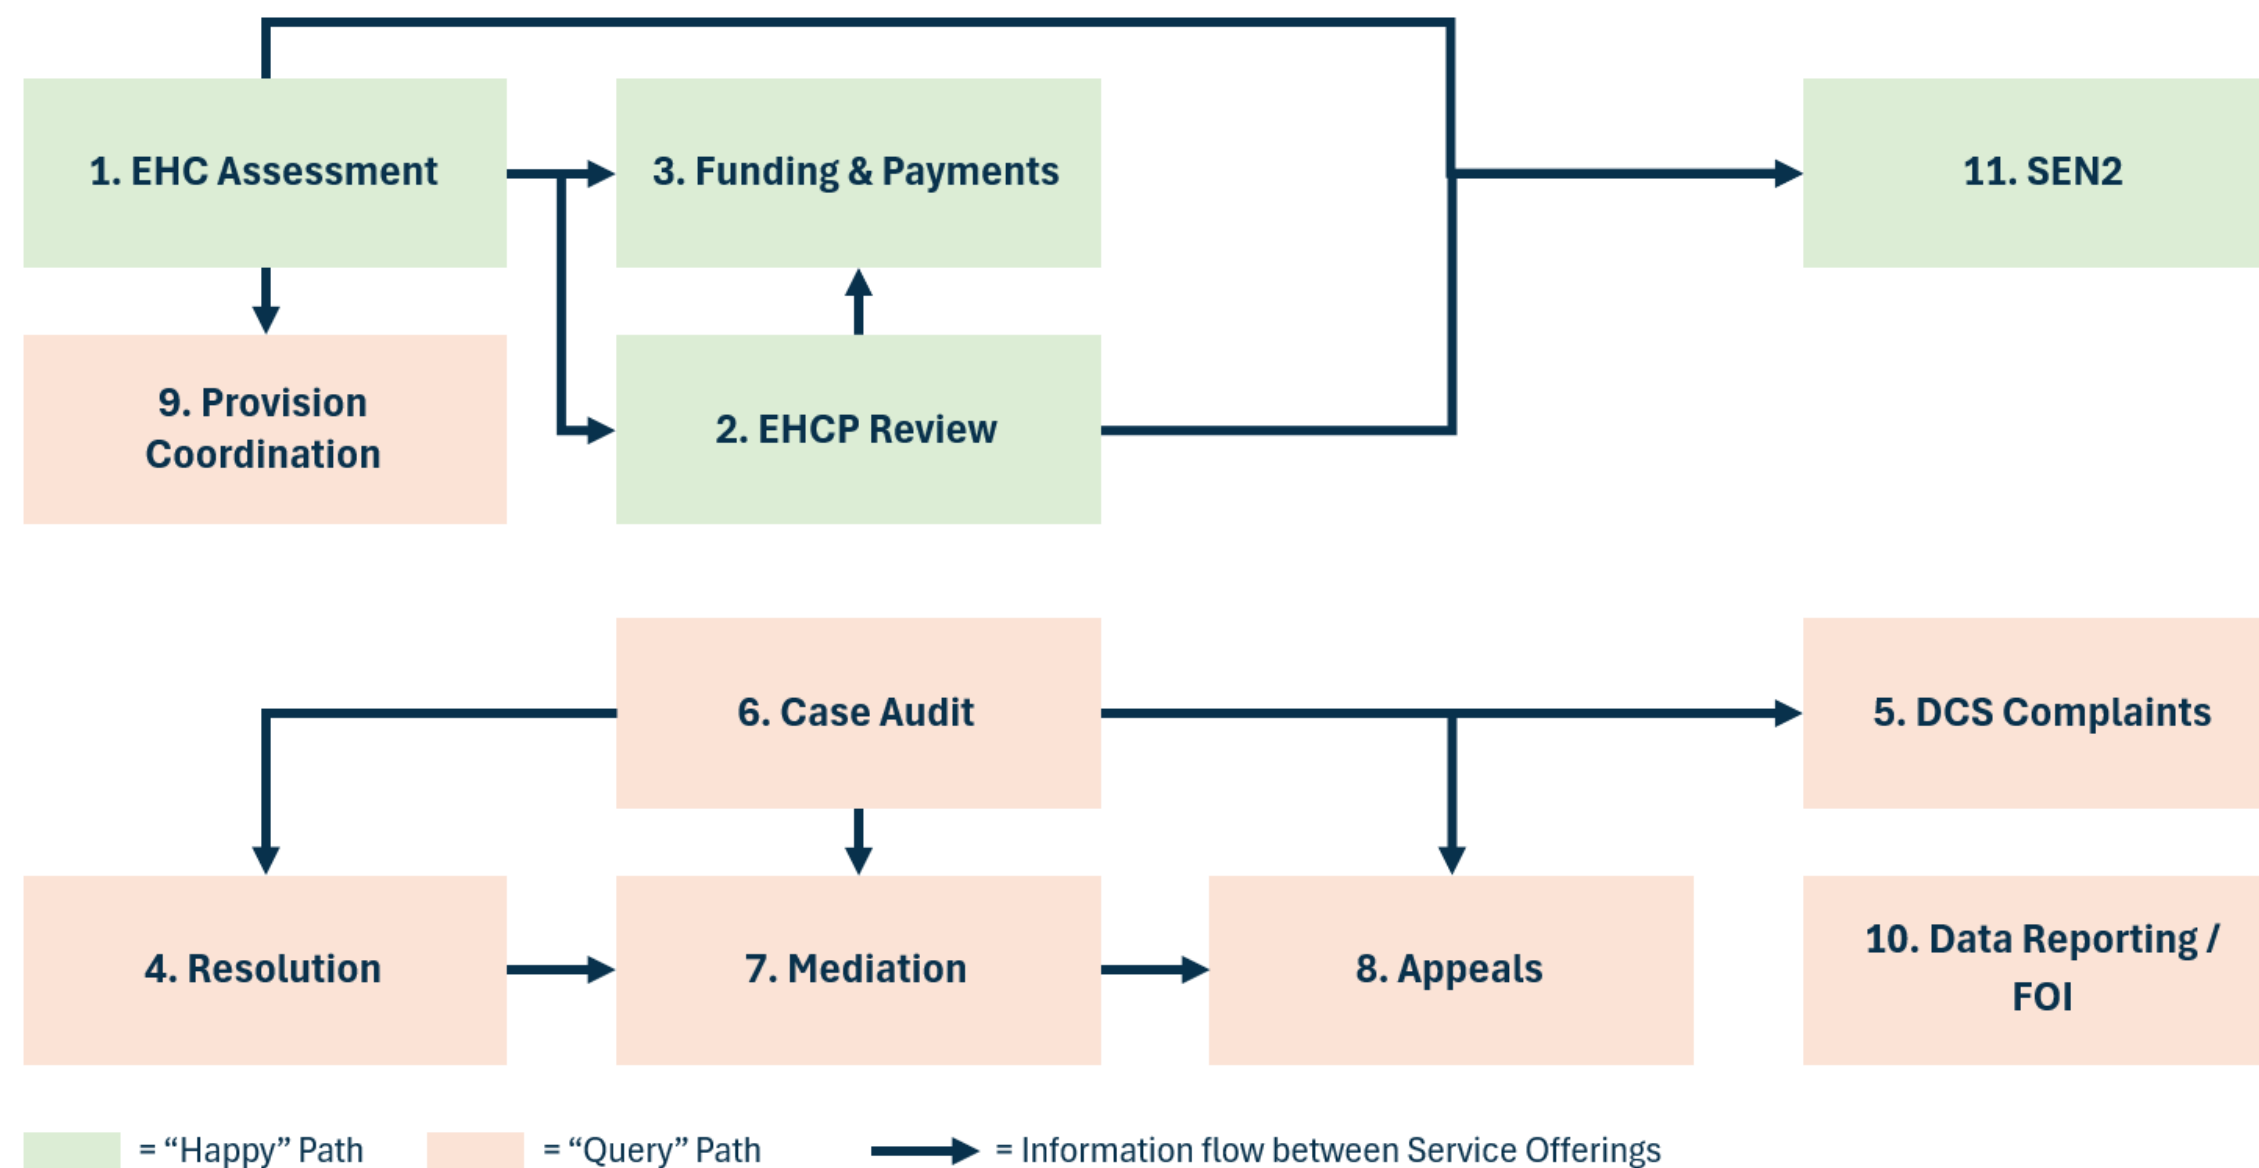 1. EHC Assessment
3. Funding & Payments
11. SEN2
9. Provision
Coordination
2. EHCP Review
6. Case Audit
5. DCS Complaints
4. Resolution
7. Mediation
8. Appeals
10. Data Reporting /
FOI
= “Happy” Path
= “Query” Path
= Information flow between Service Offerings